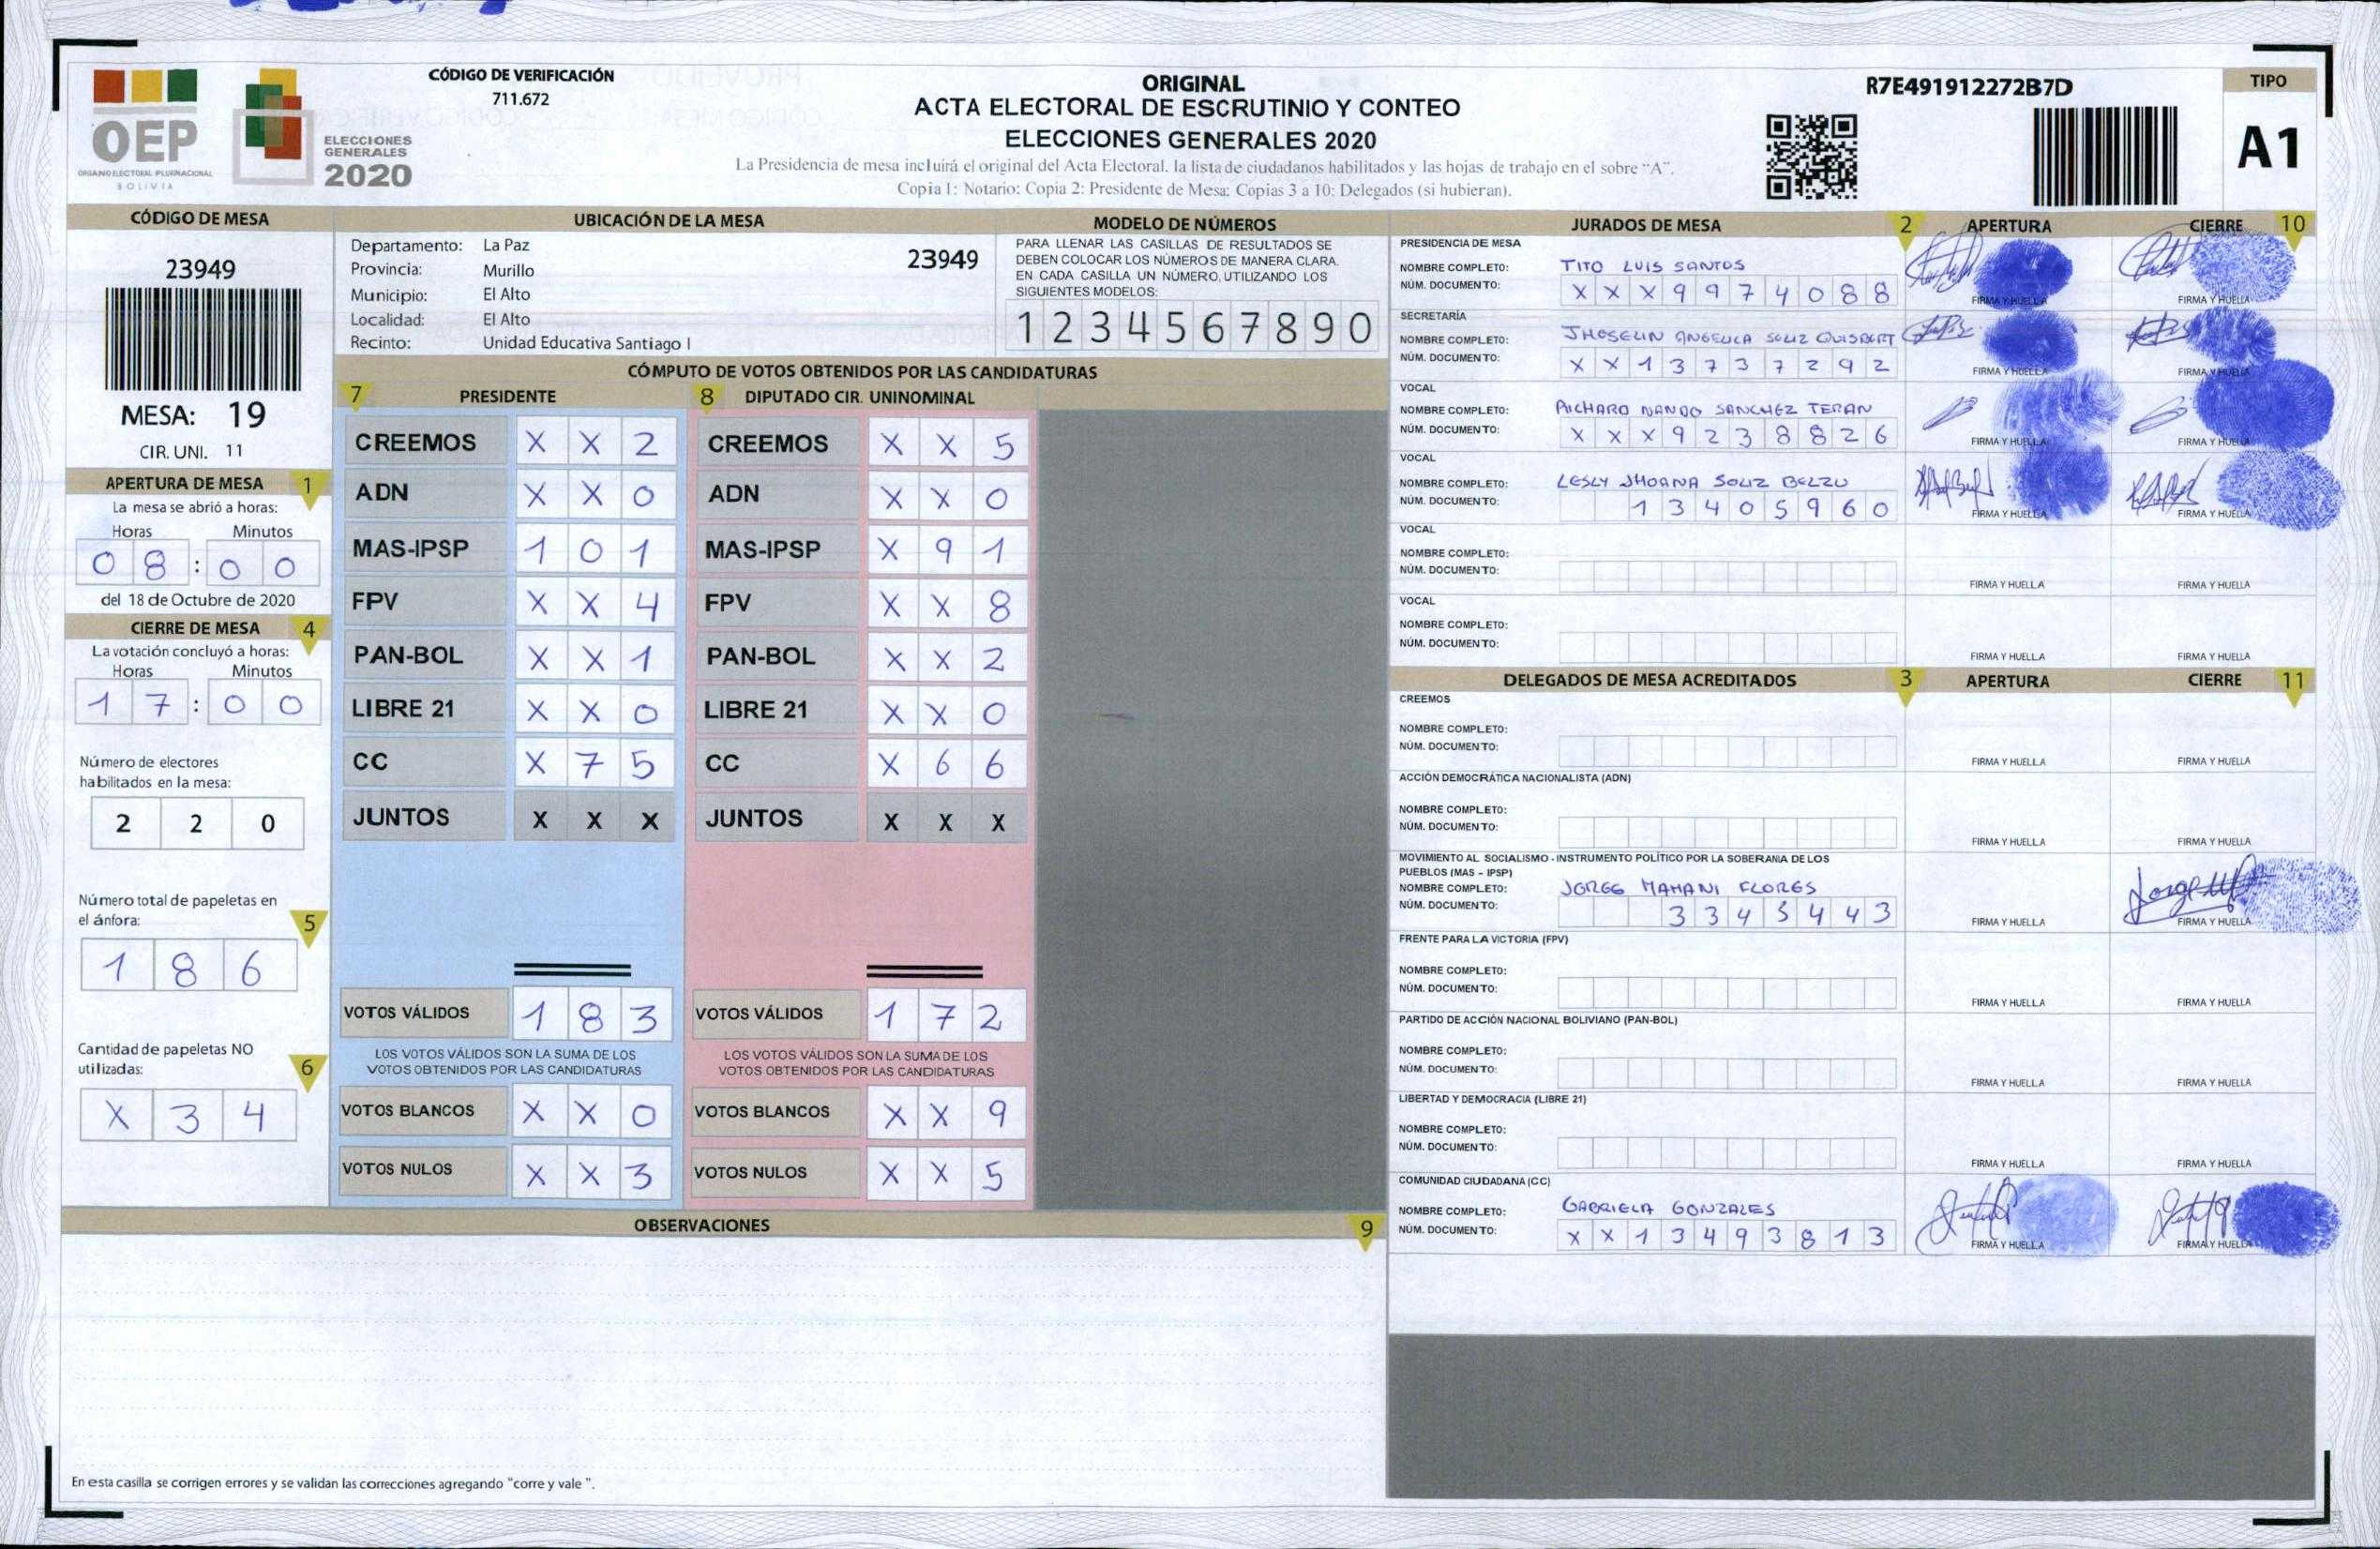 OEP
ÓRGANO ELECTORAL PLURINACIONAL
BOLIVIA
ELECCIONES
GENERALES
2020
CÓDIGO DE VERIFICACIÓN
711.672
ORIGINAL
ACTA ELECTORAL DE ESCRUTINIO Y CONTEO
ELECCIONES GENERALES 2020
La Presidencia de mesa incluirá el original del Acta Electoral, la lista de ciudadanos habilitados y las hojas de trabajo en el sobre "A".
Copia 1: Notario; Copia 2: Presidente de Mesa; Copias 3 a 10: Delegados (si hubieran).
R7E491912272B7D
TIPO
A1
CÓDIGO DE MESA
23949
MESA: 19
CIR. UNI. 11
APERTURA DE MESA 1
La mesa se abrió a horas:
Horas Minutos
0 8 : 0 0
del 18 de Octubre de 2020
CIERRE DE MESA 4
La votación concluyó a horas:
Horas Minutos
1 7 : 0 0
Número de electores
habilitados en la mesa:
2 2 0
Número total de papeletas en
el ánfora: 5
1 8 6
Cantidad de papeletas NO
utilizadas: 6
X 3 4
UBICACIÓN DE LA MESA
Departamento: La Paz 23949
Provincia: Murillo
Municipio: El Alto
Localidad: El Alto
Recinto: Unidad Educativa Santiago I
MODELO DE NÚMEROS
PARA LLENAR LAS CASILLAS DE RESULTADOS SE
DEBEN COLOCAR LOS NÚMEROS DE MANERA CLARA.
EN CADA CASILLA UN NÚMERO, UTILIZANDO LOS
SIGUIENTES MODELOS:
1 2 3 4 5 6 7 8 9 0
CÓMPUTO DE VOTOS OBTENIDOS POR LAS CANDIDATURAS
7 PRESIDENTE 8 DIPUTADO CIR. UNINOMINAL
CREEMOS X X 2 CREEMOS X X 5
ADN X X 0 ADN X X 0
MAS-IPSP 1 0 1 MAS-IPSP X 9 1
FPV X X 4 FPV X X 8
PAN-BOL X X 1 PAN-BOL X X 2
LIBRE 21 X X 0 LIBRE 21 X X 0
CC X 7 5 CC X 6 6
JUNTOS X X X JUNTOS X X X
VOTOS VÁLIDOS 1 8 3 VOTOS VÁLIDOS 1 7 2
LOS VOTOS VÁLIDOS SON LA SUMA DE LOS LOS VOTOS VÁLIDOS SON LA SUMA DE LOS
VOTOS OBTENIDOS POR LAS CANDIDATURAS VOTOS OBTENIDOS POR LAS CANDIDATURAS
VOTOS BLANCOS X X 0 VOTOS BLANCOS X X 9
VOTOS NULOS X X 3 VOTOS NULOS X X 5
OBSERVACIONES 9
En esta casilla se corrigen errores y se validan las correcciones agregando "corre y vale ".
JURADOS DE MESA 2 APERTURA CIERRE 10
PRESIDENCIA DE MESA
NOMBRE COMPLETO: TITO LUIS SANTOS
NÚM. DOCUMENTO: X X X 9 9 7 4 0 8 8 FIRMA Y HUELLA FIRMA Y HUELLA
SECRETARÍA
NOMBRE COMPLETO: JHOSELIN ANGELICA SOLIZ QUISBERT
NÚM. DOCUMENTO: X X 1 3 7 3 7 2 9 2 FIRMA Y HUELLA FIRMA Y HUELLA
VOCAL
NOMBRE COMPLETO: RICHARD NANDO SANCHEZ TERAN
NÚM. DOCUMENTO: X X X 9 2 3 8 8 2 6 FIRMA Y HUELLA FIRMA Y HUELLA
VOCAL
NOMBRE COMPLETO: LESLY JHOANA SOLIZ BELZU
NÚM. DOCUMENTO: 1 3 4 0 5 9 6 0 FIRMA Y HUELLA FIRMA Y HUELLA
VOCAL
NOMBRE COMPLETO:
NÚM. DOCUMENTO: FIRMA Y HUELLA FIRMA Y HUELLA
VOCAL
NOMBRE COMPLETO:
NÚM. DOCUMENTO: FIRMA Y HUELLA FIRMA Y HUELLA
DELEGADOS DE MESA ACREDITADOS 3 APERTURA CIERRE 11
CREEMOS
NOMBRE COMPLETO:
NÚM. DOCUMENTO: FIRMA Y HUELLA FIRMA Y HUELLA
ACCIÓN DEMOCRÁTICA NACIONALISTA (ADN)
NOMBRE COMPLETO:
NÚM. DOCUMENTO: FIRMA Y HUELLA FIRMA Y HUELLA
MOVIMIENTO AL SOCIALISMO - INSTRUMENTO POLÍTICO POR LA SOBERANIA DE LOS
PUEBLOS (MAS - IPSP)
NOMBRE COMPLETO: JORGE MAMANI FLORES
NÚM. DOCUMENTO: 3 3 4 5 4 4 3 FIRMA Y HUELLA FIRMA Y HUELLA
FRENTE PARA LA VICTORIA (FPV)
NOMBRE COMPLETO:
NÚM. DOCUMENTO: FIRMA Y HUELLA FIRMA Y HUELLA
PARTIDO DE ACCIÓN NACIONAL BOLIVIANO (PAN-BOL)
NOMBRE COMPLETO:
NÚM. DOCUMENTO: FIRMA Y HUELLA FIRMA Y HUELLA
LIBERTAD Y DEMOCRACIA (LIBRE 21)
NOMBRE COMPLETO:
NÚM. DOCUMENTO: FIRMA Y HUELLA FIRMA Y HUELLA
COMUNIDAD CIUDADANA (CC)
NOMBRE COMPLETO: GABRIELA GONZALES
NÚM. DOCUMENTO: X X 1 3 4 9 3 8 1 3 FIRMA Y HUELLA FIRMA Y HUELLA